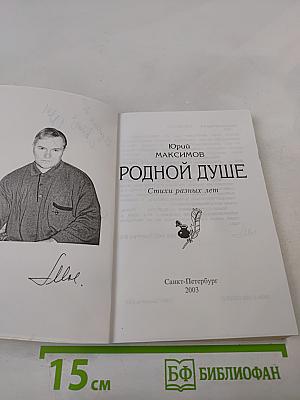 Юрий
МАКСИМОВ
РОДНОЙ ДУШЕ
Стихи разных лет
Санкт-Петербург
2003
15 см
БФ БИБЛИОФАН